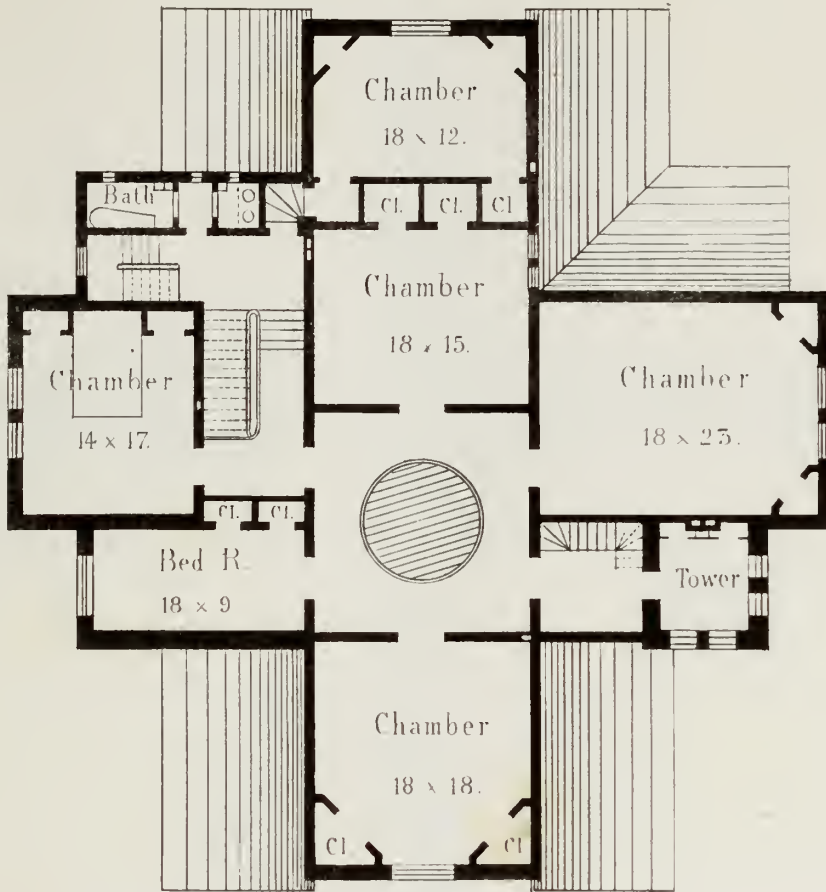 Chamber
18 × 12.
Bath
Cl.
Cl.
Cl
Chamber
18 × 15.
Chamber
14 × 17.
Chamber
18 × 23.
Cl.
Cl.
Bed R.
18 × 9
Tower
Chamber
18 × 18.
Cl
Cl